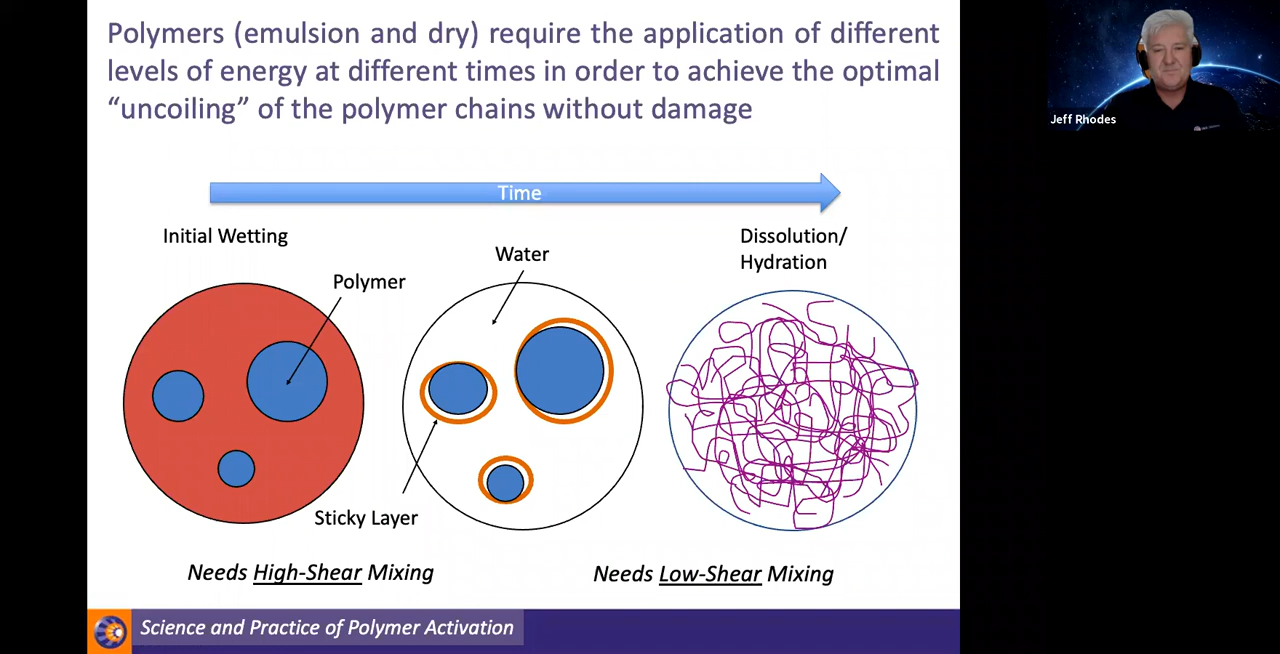 Polymers (emulsion and dry) require the application of different
levels of energy at different times in order to achieve the optimal
“uncoiling” of the polymer chains without damage
Jeff Rhodes
Time
Initial Wetting
Dissolution/
Hydration
Water
Polymer
Sticky Layer
Needs High-Shear Mixing
Needs Low-Shear Mixing
Science and Practice of Polymer Activation